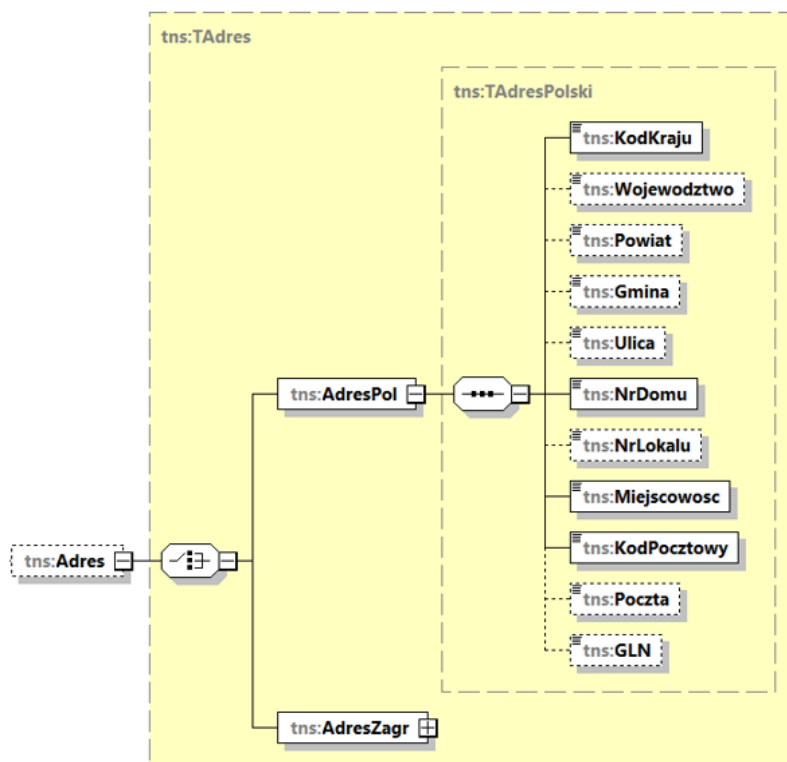 tns:TAdres
tns:TAdresPolski
tns:KodKraju
tns:Wojewodztwo
tns:Powiat
tns:Gmina
tns:Ulica
tns:AdresPol
tns:NrDomu
tns:NrLokalu
tns:Miejscowosc
tns:KodPocztowy
tns:Adres
tns:Poczta
tns:GLN
tns:AdresZagr